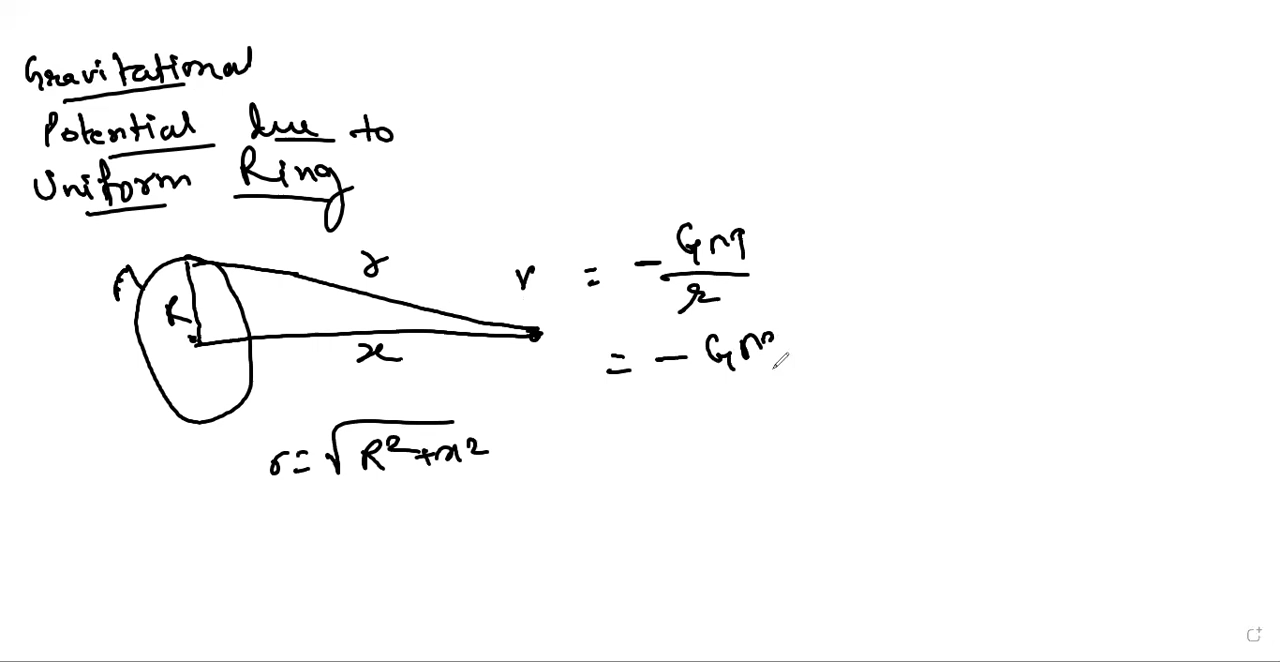 Gravitational
Potential due to
Uniform Ring
M
R
r
x
V = - GM
r
= - GM
r = √R²+x²